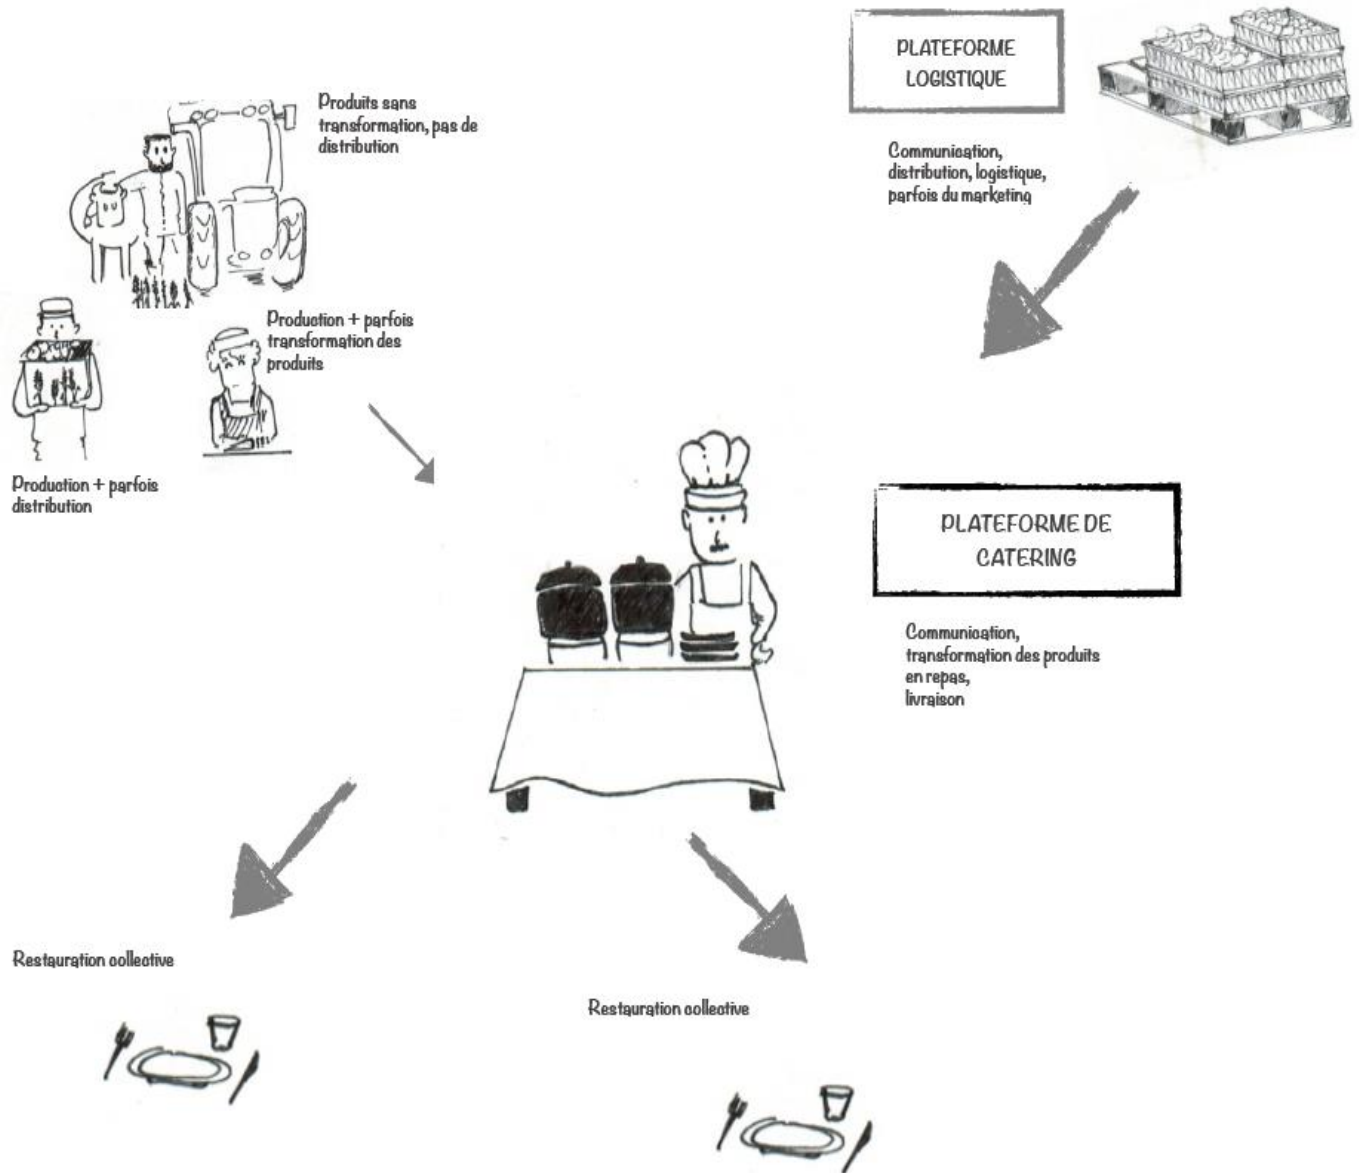 PLATEFORME
LOGISTIQUE
Produits sans
transformation, pas de
distribution
Communication,
distribution, logistique,
parfois du marketing
Production + parfois
transformation des
produits
Production + parfois
distribution
PLATEFORME DE
CATERING
Communication,
transformation des produits
en repas,
livraison
Restauration collective
Restauration collective